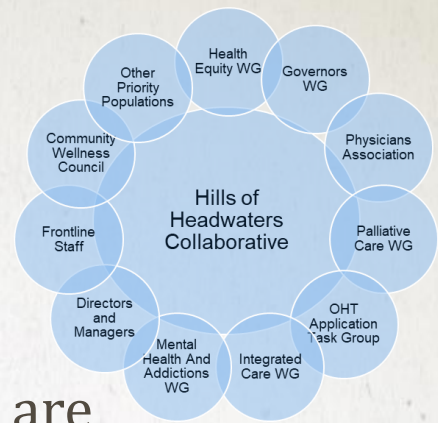 Health
Equity WG
Governors
WG
Physicians
Association
Palliative
Care WG
OHT
Application
Task Group
Integrated
Care WG
Mental
Health And
Addictions
WG
Directors
and
Managers
Frontline
Staff
Community
Wellness
Council
Other
Priority
Populations
Hills of
Headwaters
Collaborative
are